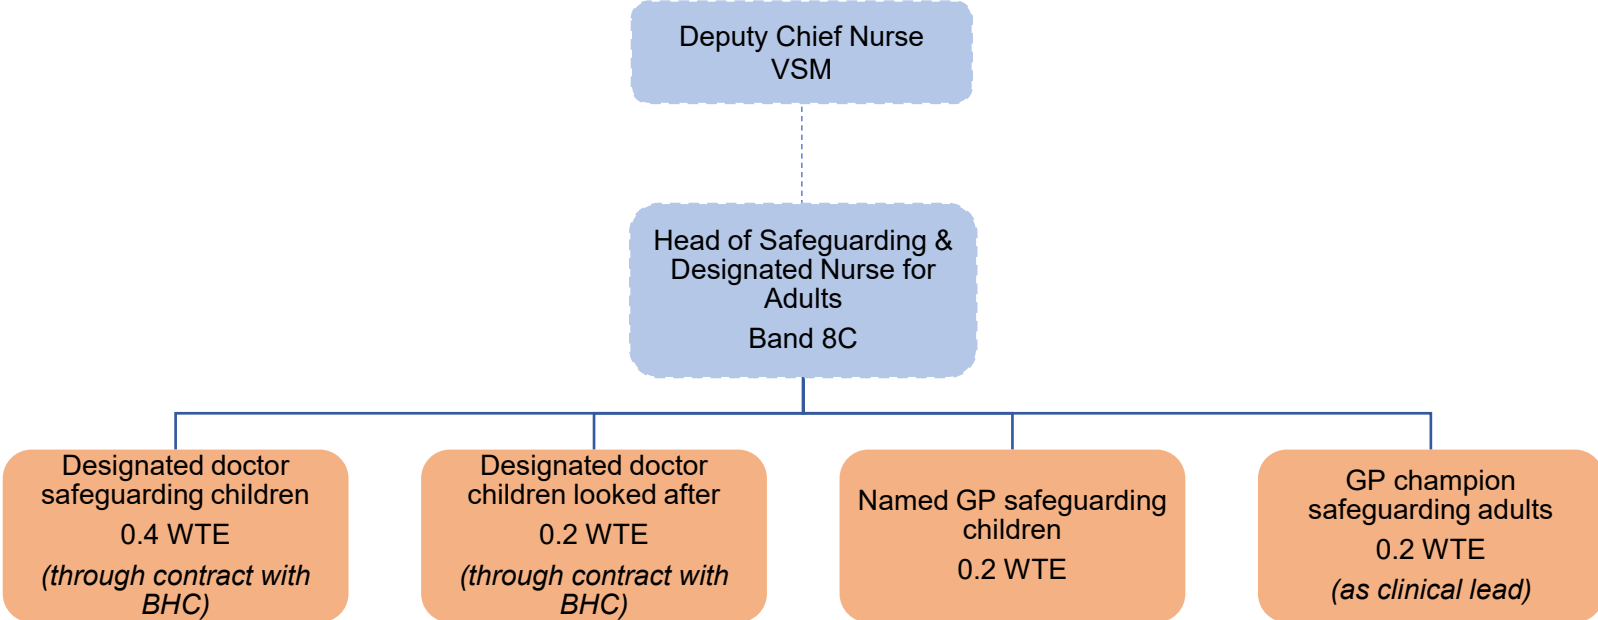 Deputy Chief Nurse
VSM
Head of Safeguarding &
Designated Nurse for
Adults
Band 8C
Designated doctor
safeguarding children
0.4 WTE
(through contract with
BHC)
Designated doctor
children looked after
0.2 WTE
(through contract with
BHC)
Named GP safeguarding
children
0.2 WTE
GP champion
safeguarding adults
0.2 WTE
(as clinical lead)